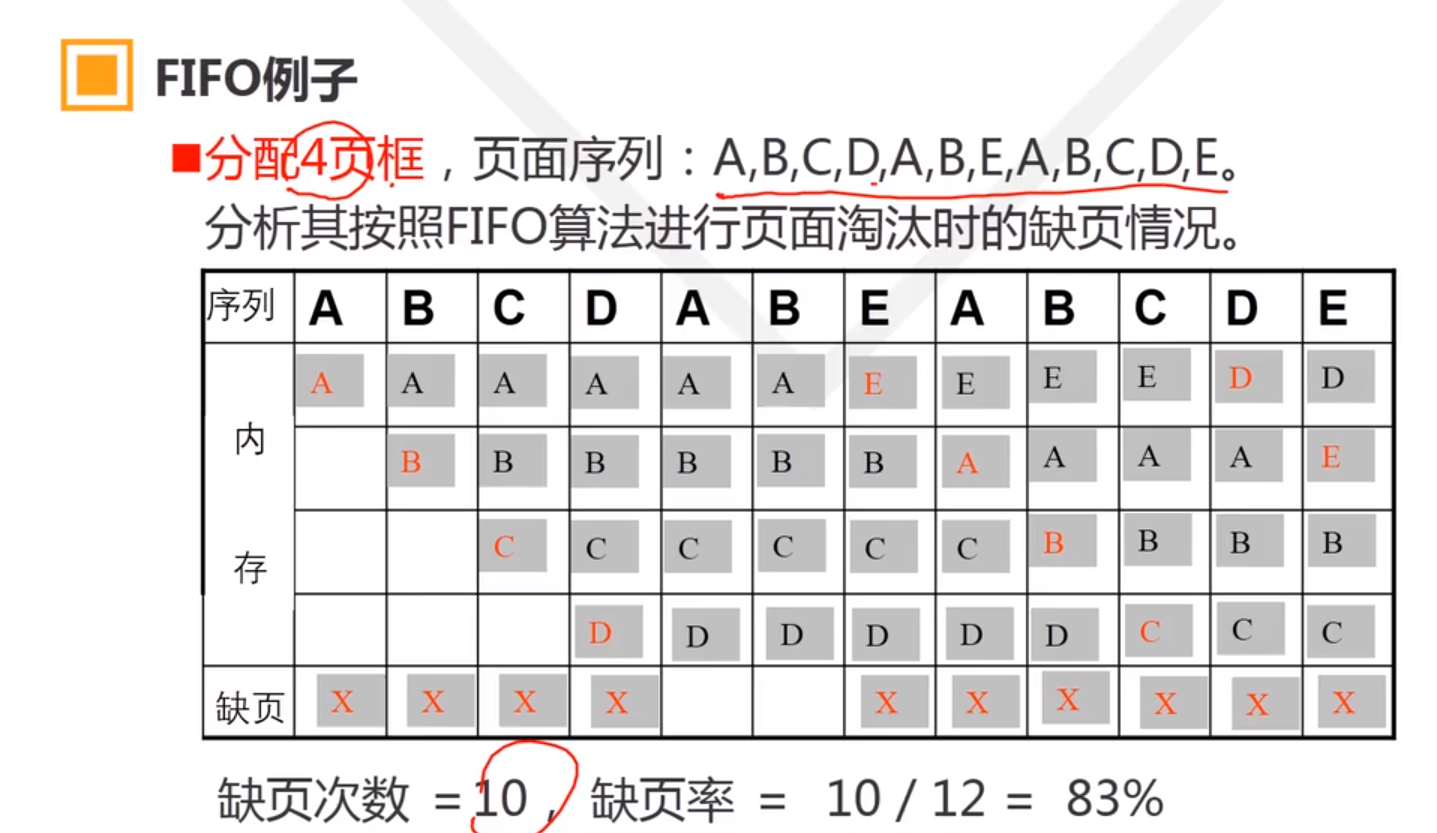 FIFO例子
■分配4页框，页面序列：A,B,C,D,A,B,E,A,B,C,D,E。
分析其按照FIFO算法进行页面淘汰时的缺页情况。
序列 A B C D A B E A B C D E
内存 A A A A A A E E E E D D
B B B B B B A A A A E
C C C C C C B B B B
D D D D D D C C C
缺页 X X X X X X X X X X
缺页次数 = 10， 缺页率 = 10 / 12 = 83%